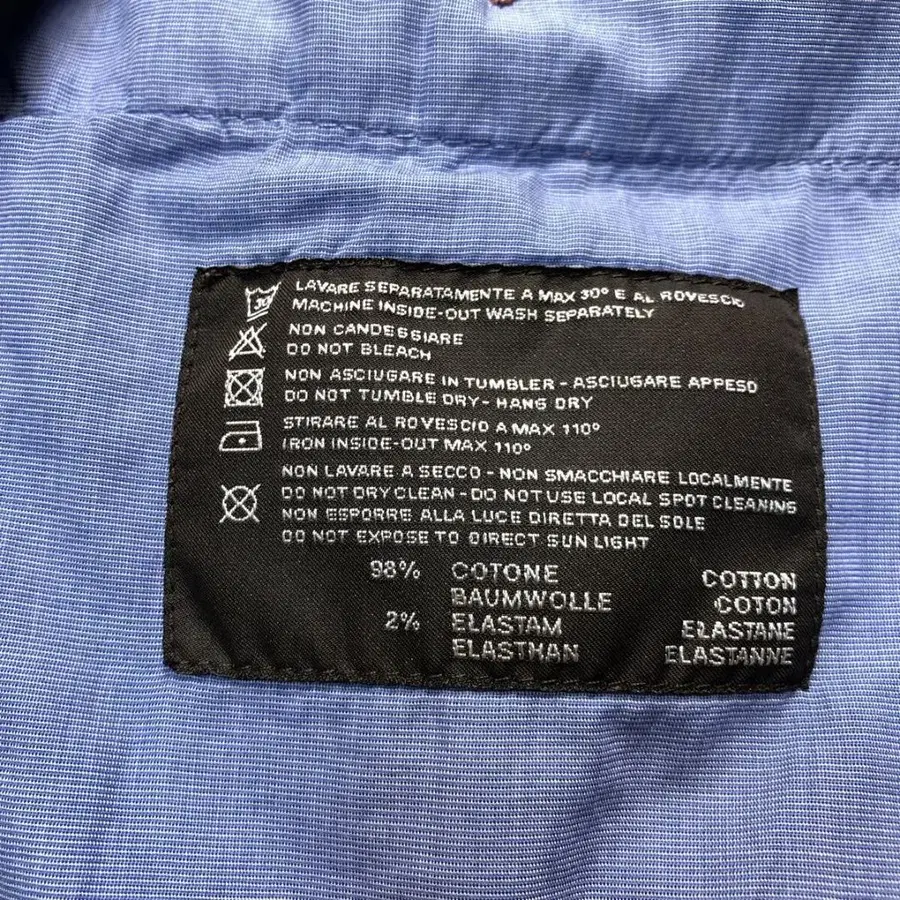 30
LAVARE SEPARATAMENTE A MAX 30° E AL ROVESCIO
MACHINE INSIDE-OUT WASH SEPARATELY
NON CANDEGGIARE
DO NOT BLEACH
NON ASCIUGARE IN TUMBLER - ASCIUGARE APPESO
DO NOT TUMBLE DRY - HANG DRY
STIRARE AL ROVESCIO A MAX 110°
IRON INSIDE-OUT MAX 110°
NON LAVARE A SECCO - NON SMACCHIARE LOCALMENTE
DO NOT DRY CLEAN - DO NOT USE LOCAL SPOT CLEANING
NON ESPORRE ALLA LUCE DIRETTA DEL SOLE
DO NOT EXPOSE TO DIRECT SUN LIGHT
98% COTONE COTTON
BAUMWOLLE COTON
2% ELASTAM ELASTANE
ELASTHAN ELASTANNE